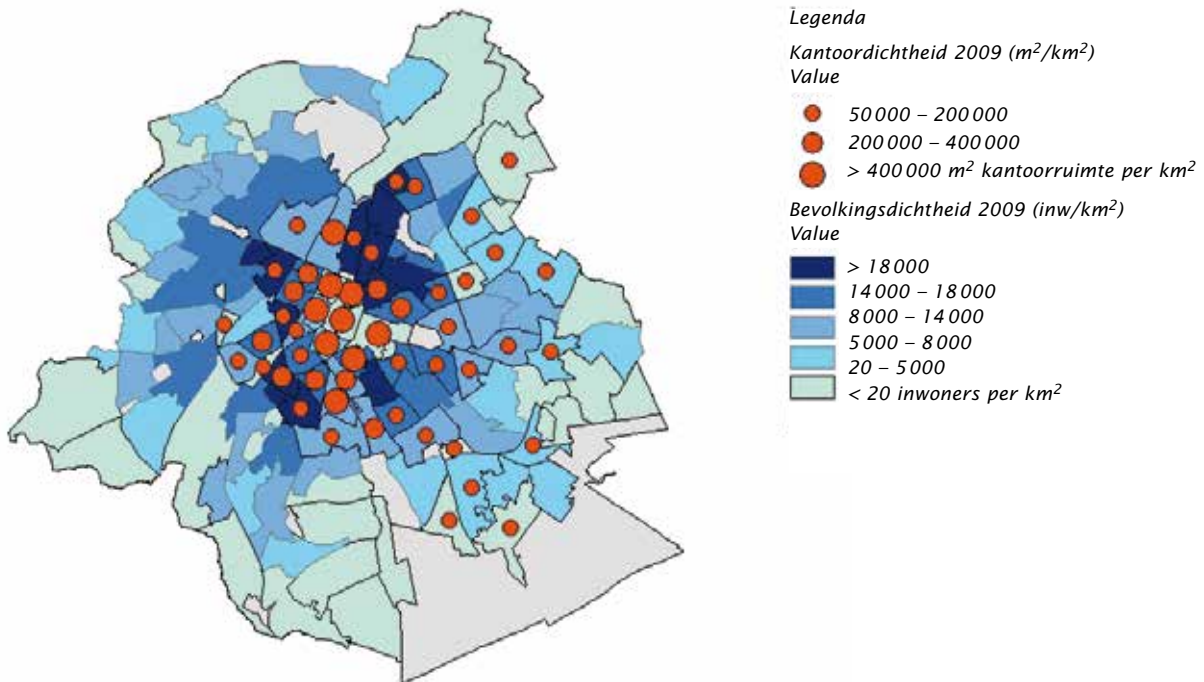 Legenda
Kantoordichtheid 2009 (m²/km²)
Value
50 000 – 200 000
200 000 – 400 000
> 400 000 m² kantoorruimte per km²
Bevolkingsdichtheid 2009 (inw/km²)
Value
> 18 000
14 000 – 18 000
8 000 – 14 000
5 000 – 8 000
20 – 5 000
< 20 inwoners per km²